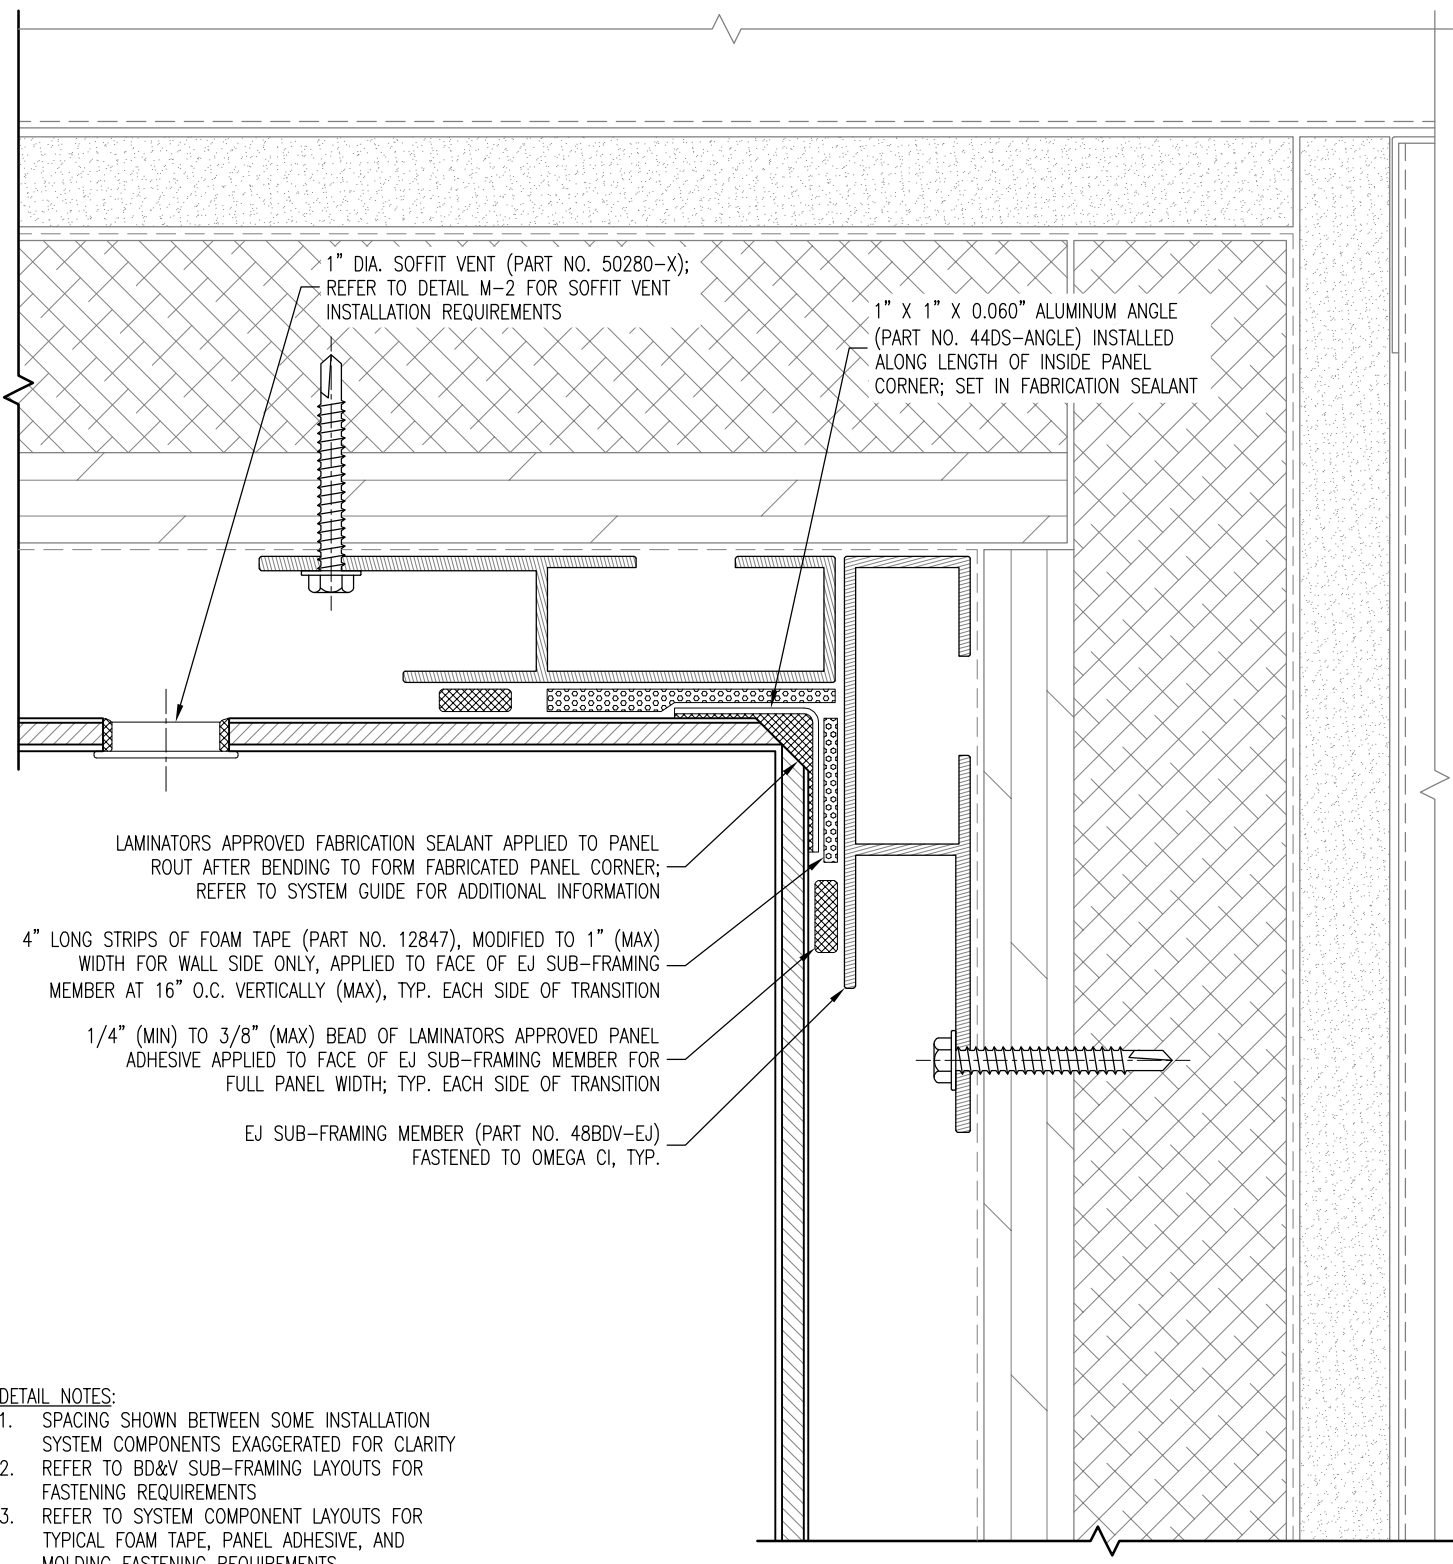 1" DIA. SOFFIT VENT (PART NO. 50280-X);
REFER TO DETAIL M-2 FOR SOFFIT VENT
INSTALLATION REQUIREMENTS
1" X 1" X 0.060" ALUMINUM ANGLE
(PART NO. 44DS-ANGLE) INSTALLED
ALONG LENGTH OF INSIDE PANEL
CORNER; SET IN FABRICATION SEALANT
LAMINATORS APPROVED FABRICATION SEALANT APPLIED TO PANEL
ROUT AFTER BENDING TO FORM FABRICATED PANEL CORNER;
REFER TO SYSTEM GUIDE FOR ADDITIONAL INFORMATION
4" LONG STRIPS OF FOAM TAPE (PART NO. 12847), MODIFIED TO 1" (MAX)
WIDTH FOR WALL SIDE ONLY, APPLIED TO FACE OF EJ SUB-FRAMING
MEMBER AT 16" O.C. VERTICALLY (MAX), TYP. EACH SIDE OF TRANSITION
1/4" (MIN) TO 3/8" (MAX) BEAD OF LAMINATORS APPROVED PANEL
ADHESIVE APPLIED TO FACE OF EJ SUB-FRAMING MEMBER FOR
FULL PANEL WIDTH; TYP. EACH SIDE OF TRANSITION
EJ SUB-FRAMING MEMBER (PART NO. 48BDV-EJ)
FASTENED TO OMEGA CI, TYP.
DETAIL NOTES:
1. SPACING SHOWN BETWEEN SOME INSTALLATION
SYSTEM COMPONENTS EXAGGERATED FOR CLARITY
2. REFER TO BD&V SUB-FRAMING LAYOUTS FOR
FASTENING REQUIREMENTS
3. REFER TO SYSTEM COMPONENT LAYOUTS FOR
TYPICAL FOAM TAPE, PANEL ADHESIVE, AND
MOLDING FASTENING REQUIREMENTS